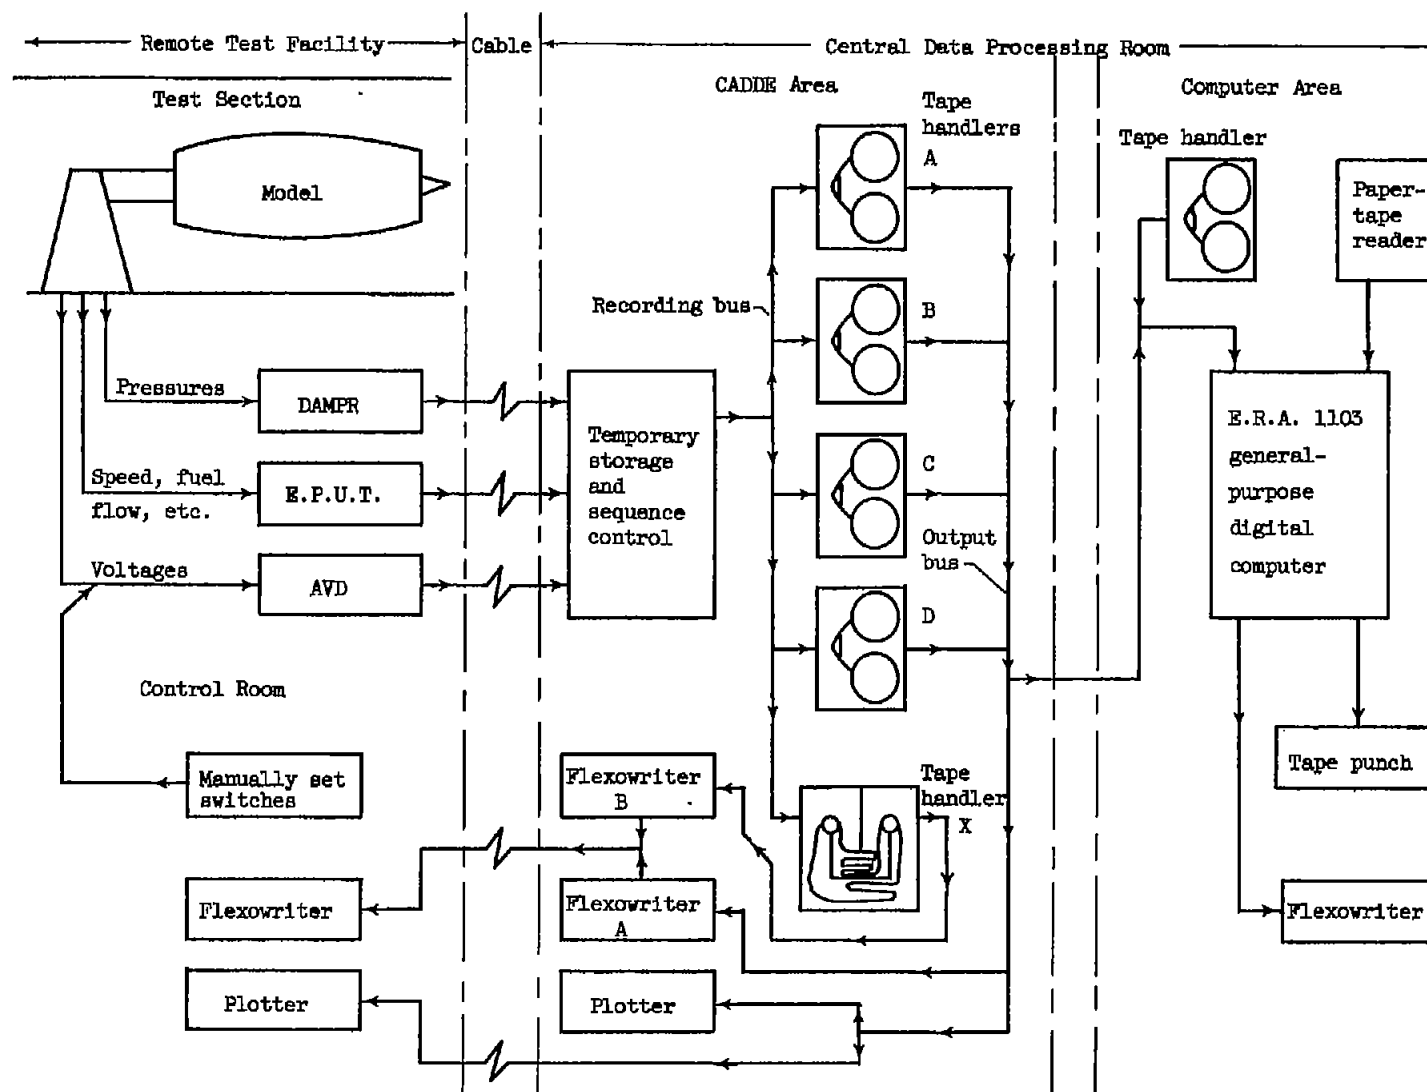 Remote Test Facility
Cable
Central Data Processing Room
Test Section
CADDE Area
Computer Area
Tape
handlers
A
Tape handler
Model
Paper-
tape
reader
Recording bus
B
Pressures
DAMPR
Temporary
storage
and
sequence
control
E.R.A. 1103
general-
purpose
digital
computer
Speed, fuel
flow, etc.
E.P.U.T.
C
Output
bus
Voltages
AVD
D
Control Room
Manually set
switches
Flexowriter
B
Tape
handler
X
Tape punch
Flexowriter
Flexowriter
A
Flexowriter
Plotter
Plotter